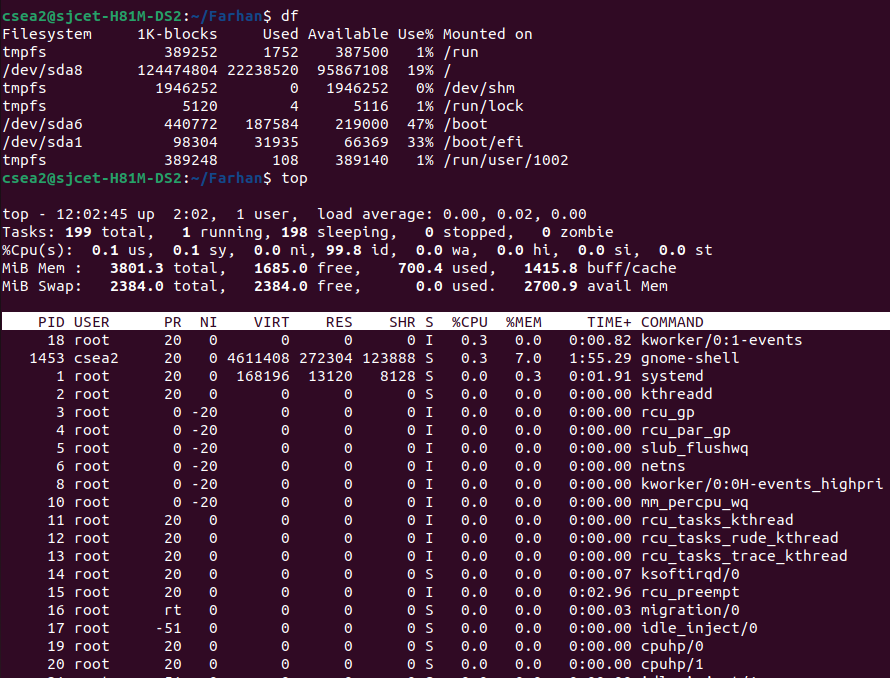 csea2@sjcet-H81M-DS2:~/Farhan$ df
Filesystem     1K-blocks     Used Available Use% Mounted on
tmpfs             389252     1752    387500   1% /run
/dev/sda8      124474804 22238520  95867108  19% /
tmpfs            1946252        0   1946252   0% /dev/shm
tmpfs               5120        4      5116   1% /run/lock
/dev/sda6         440772   187584    219000  47% /boot
/dev/sda1          98304    31935     66369  33% /boot/efi
tmpfs             389248      108    389140   1% /run/user/1002
csea2@sjcet-H81M-DS2:~/Farhan$ top
top - 12:02:45 up  2:02,  1 user,  load average: 0.00, 0.02, 0.00
Tasks: 199 total,   1 running, 198 sleeping,   0 stopped,   0 zombie
%Cpu(s):  0.1 us,  0.1 sy,  0.0 ni, 99.8 id,  0.0 wa,  0.0 hi,  0.0 si,  0.0 st
MiB Mem :   3801.3 total,   1685.0 free,    700.4 used,   1415.8 buff/cache
MiB Swap:   2384.0 total,   2384.0 free,      0.0 used.   2700.9 avail Mem
    PID USER      PR  NI    VIRT    RES    SHR S  %CPU  %MEM     TIME+ COMMAND
     18 root      20   0       0      0      0 I   0.3   0.0   0:00.82 kworker/0:1-events
   1453 csea2     20   0 4611408 272304 123888 S   0.3   7.0   1:55.29 gnome-shell
      1 root      20   0  168196  13120   8128 S   0.0   0.3   0:01.91 systemd
      2 root      20   0       0      0      0 S   0.0   0.0   0:00.00 kthreadd
      3 root       0 -20       0      0      0 I   0.0   0.0   0:00.00 rcu_gp
      4 root       0 -20       0      0      0 I   0.0   0.0   0:00.00 rcu_par_gp
      5 root       0 -20       0      0      0 I   0.0   0.0   0:00.00 slub_flushwq
      6 root       0 -20       0      0      0 I   0.0   0.0   0:00.00 netns
      8 root       0 -20       0      0      0 I   0.0   0.0   0:00.00 kworker/0:0H-events_highpri
     10 root       0 -20       0      0      0 I   0.0   0.0   0:00.00 mm_percpu_wq
     11 root      20   0       0      0      0 I   0.0   0.0   0:00.00 rcu_tasks_kthread
     12 root      20   0       0      0      0 I   0.0   0.0   0:00.00 rcu_tasks_rude_kthread
     13 root      20   0       0      0      0 I   0.0   0.0   0:00.00 rcu_tasks_trace_kthread
     14 root      20   0       0      0      0 S   0.0   0.0   0:00.07 ksoftirqd/0
     15 root      20   0       0      0      0 I   0.0   0.0   0:02.96 rcu_preempt
     16 root      rt   0       0      0      0 S   0.0   0.0   0:00.03 migration/0
     17 root     -51   0       0      0      0 S   0.0   0.0   0:00.00 idle_inject/0
     19 root      20   0       0      0      0 S   0.0   0.0   0:00.00 cpuhp/0
     20 root      20   0       0      0      0 S   0.0   0.0   0:00.00 cpuhp/1